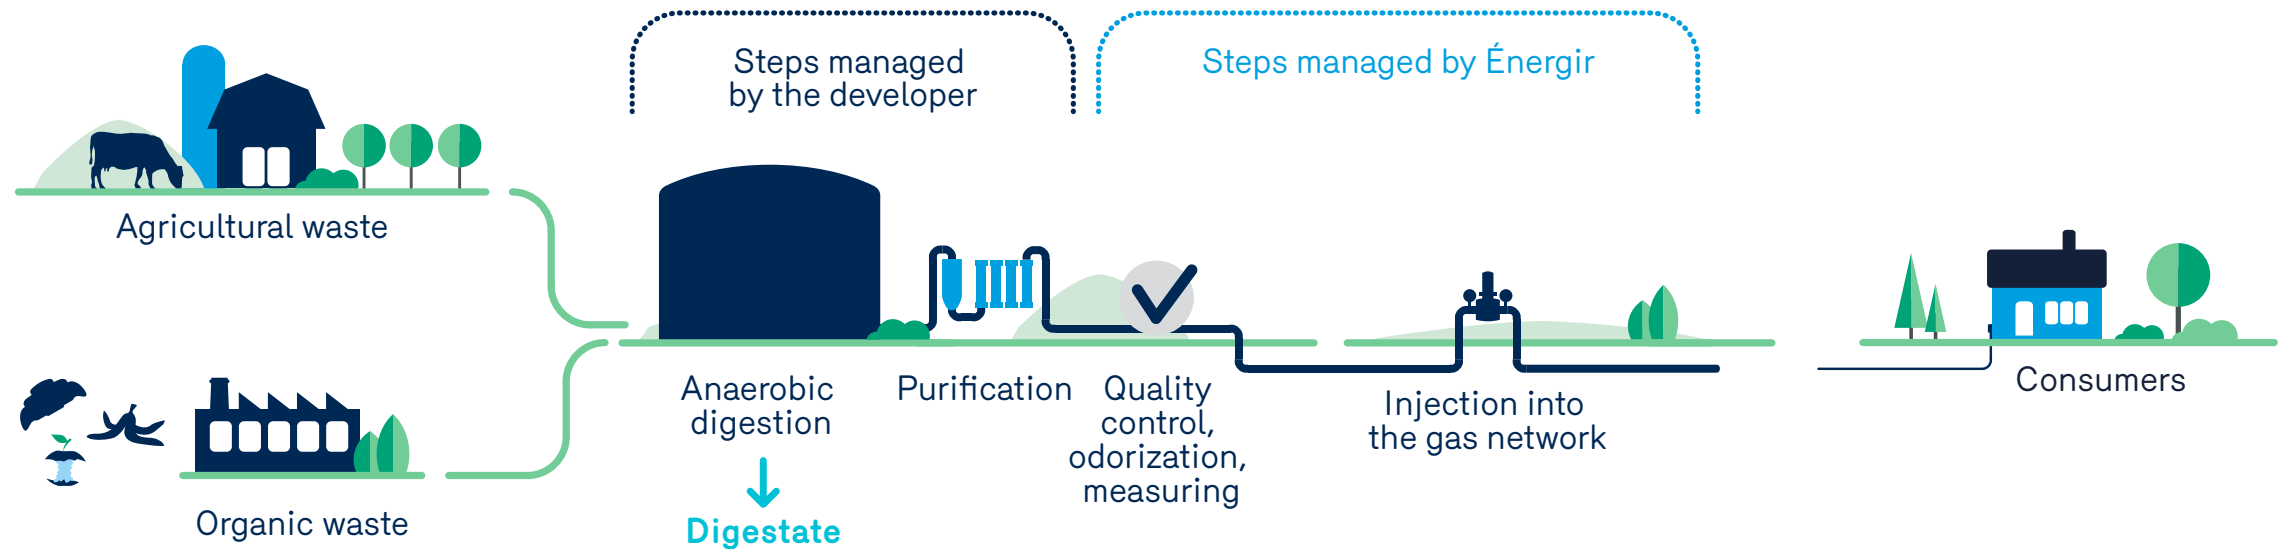 Steps managed
by the developer
Steps managed by Énergir
Agricultural waste
Organic waste
Anaerobic
digestion
Digestate
Purification
Quality
control,
odorization,
measuring
Injection into
the gas network
Consumers